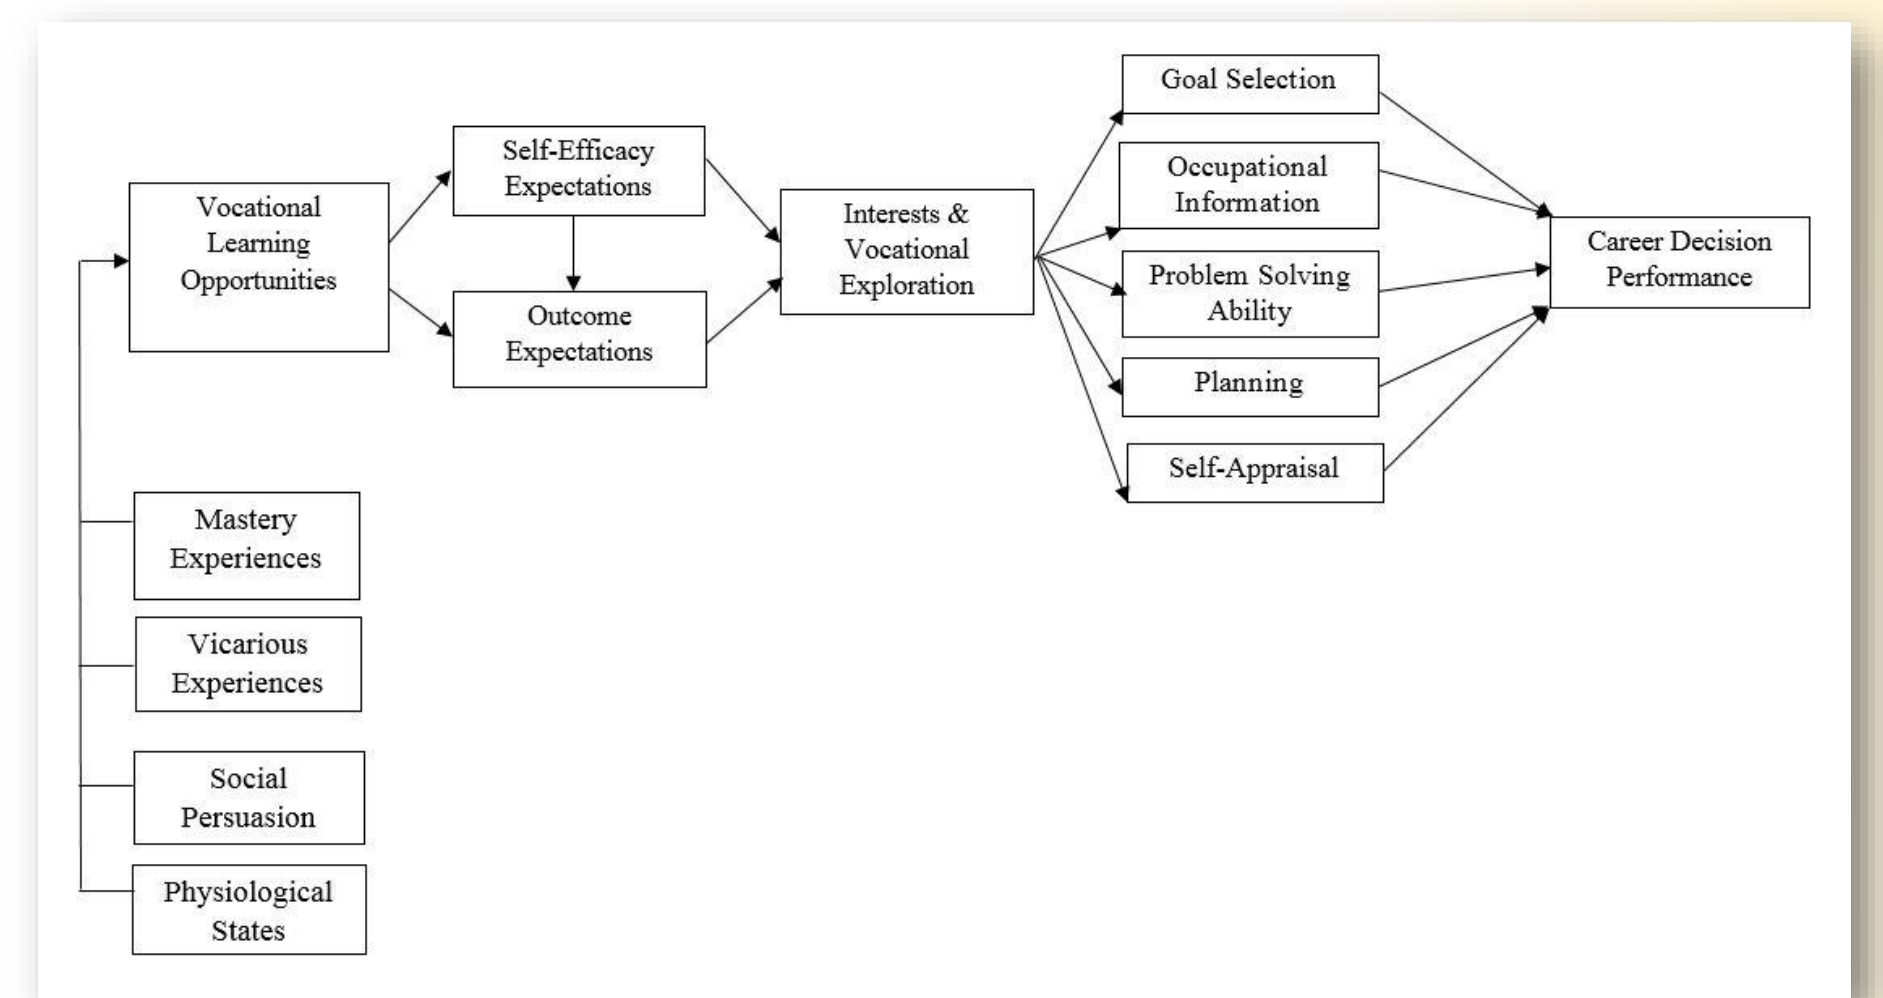 Vocational
Learning
Opportunities
Self-Efficacy
Expectations
Outcome
Expectations
Interests &
Vocational
Exploration
Goal Selection
Occupational
Information
Problem Solving
Ability
Planning
Self-Appraisal
Career Decision
Performance
Mastery
Experiences
Vicarious
Experiences
Social
Persuasion
Physiological
States